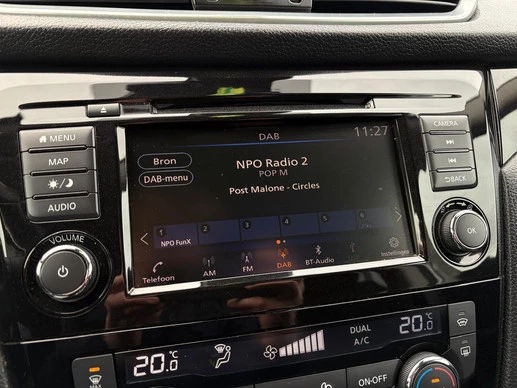 MENU
MAP
AUDIO
VOLUME
DAB
11:27
Bron
DAB-menu
NPO Radio 2
POP M
Post Malone - Circles
1 2 3 4 5 6
NPO FunX
Telefoon AM FM DAB BT-Audio Instellingen
CAMERA
BACK
OK
20.0°C
DUAL
A/C
20.0°C
ON-OFF
MAX